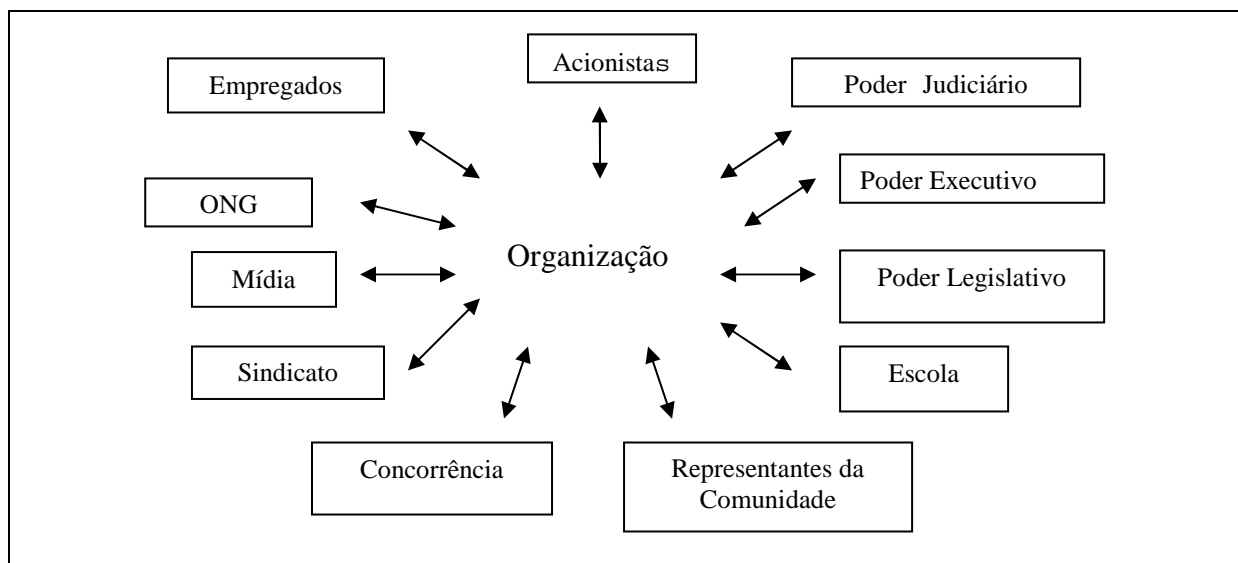 Acionistas
Empregados
Poder Judiciário
Poder Executivo
ONG
Organização
Mídia
Poder Legislativo
Sindicato
Escola
Concorrência
Representantes da
Comunidade